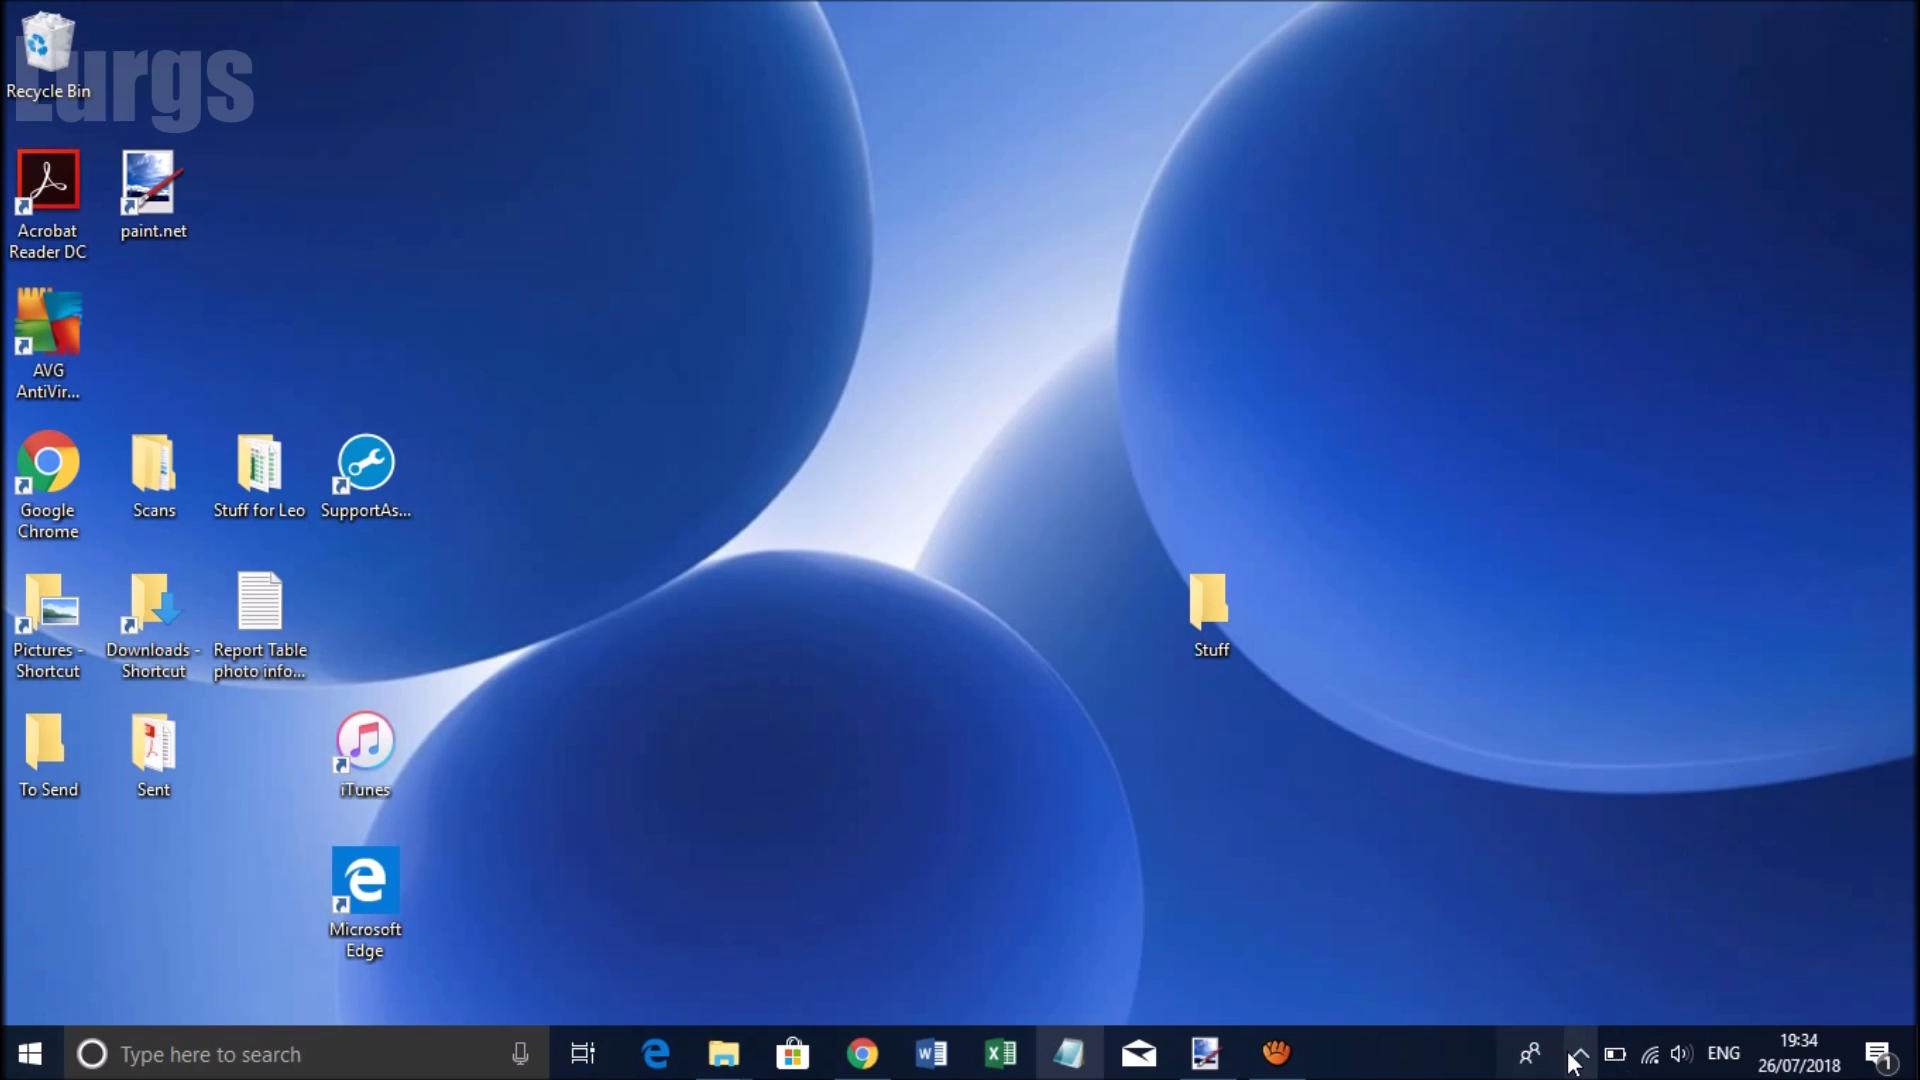 Lurgs
Recycle Bin
Acrobat
Reader DC
paint.net
AVG
AntiVir...
Google
Chrome
Scans
Stuff for Leo
SupportAs...
Pictures -
Shortcut
Downloads -
Shortcut
Report Table
photo info...
Stuff
To Send
Sent
iTunes
Microsoft
Edge
Type here to search
ENG
19:34
26/07/2018
1